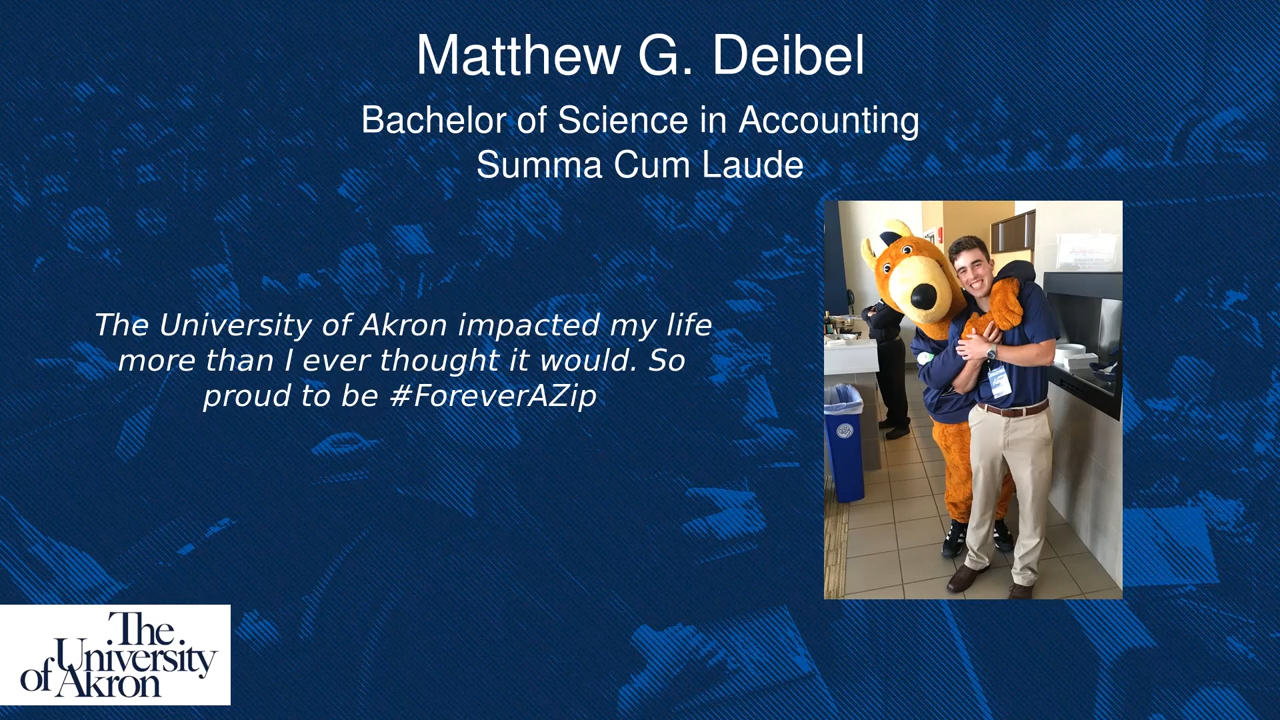 Matthew G. Deibel
Bachelor of Science in Accounting
Summa Cum Laude
The University of Akron impacted my life
more than I ever thought it would. So
proud to be #ForeverAZip
The
University
of Akron